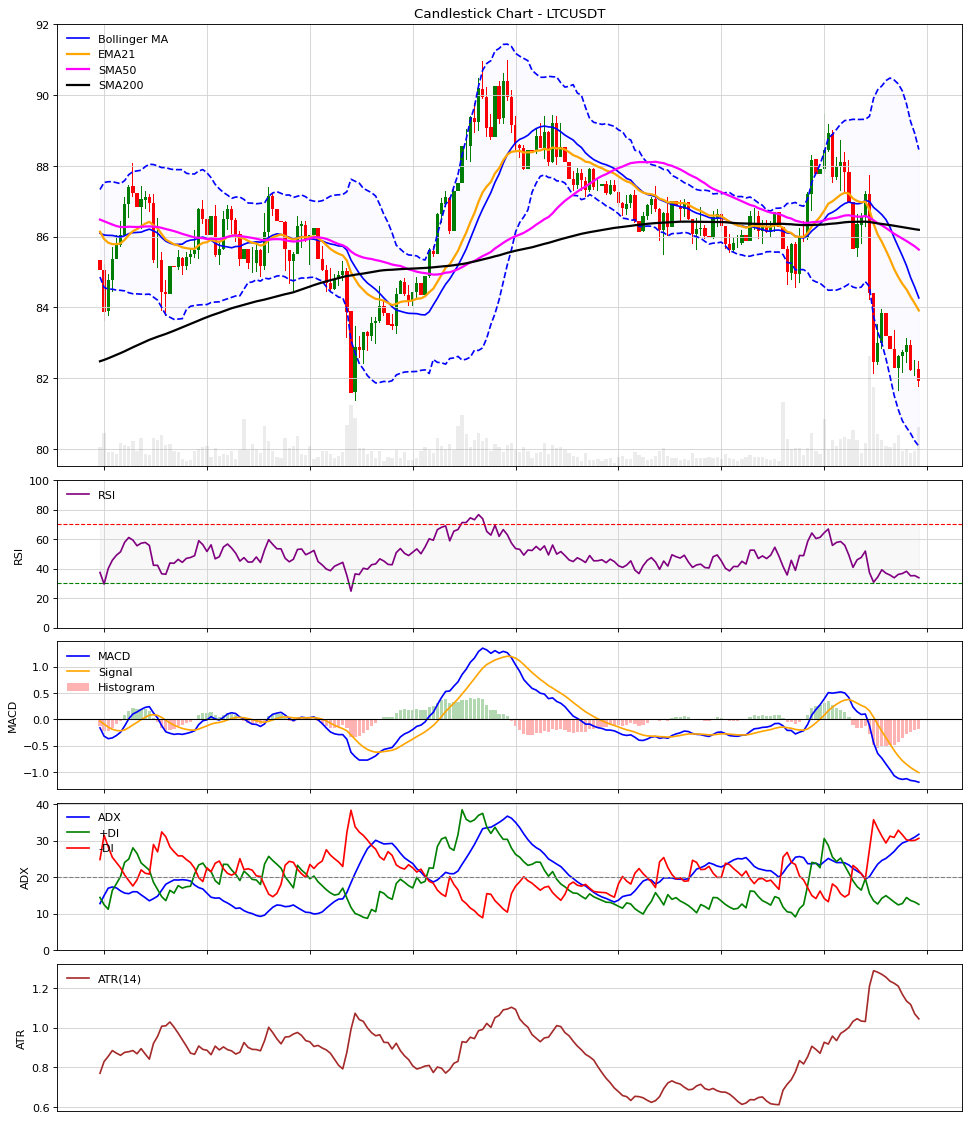 Candlestick Chart - LTCUSDT
92
90
88
86
84
82
80
Bollinger MA
EMA21
SMA50
SMA200
100
80
60
40
20
0
RSI
RSI
1.0
0.5
0.0
−0.5
−1.0
MACD
MACD
Signal
Histogram
40
30
20
10
0
ADX
ADX
+DI
-DI
1.2
1.0
0.8
0.6
ATR
ATR(14)